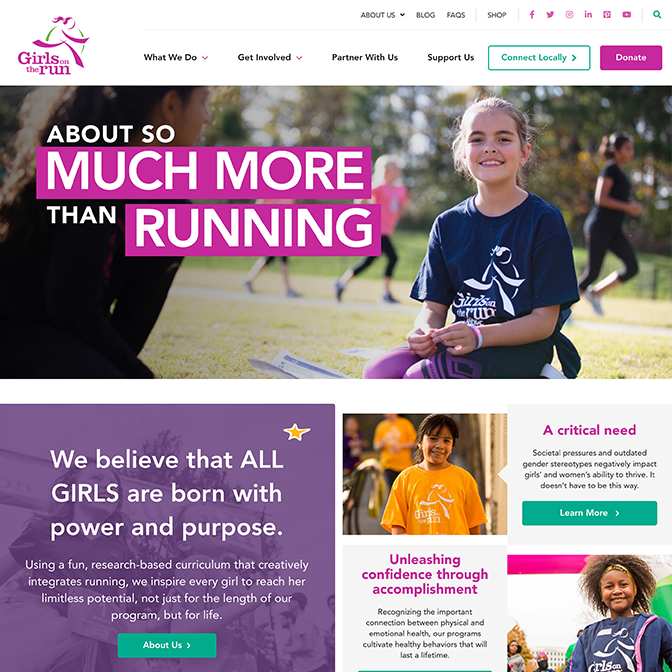 ABOUT US BLOG FAQS SHOP
Girls on
the run
What We Do Get Involved Partner With Us Support Us Connect Locally Donate
ABOUT SO
MUCH MORE
THAN RUNNING
Girls on
the run
We believe that ALL
GIRLS are born with
power and purpose.
Using a fun, research-based curriculum that creatively
integrates running, we inspire every girl to reach her
limitless potential, not just for the length of our
program, but for life.
About Us
A critical need
Societal pressures and outdated
gender stereotypes negatively impact
girls' and women's ability to thrive. It
doesn't have to be this way.
Learn More
Unleashing
confidence through
accomplishment
Recognizing the important
connection between physical and
emotional health, our programs
cultivate healthy behaviors that will
last a lifetime.
Girls on